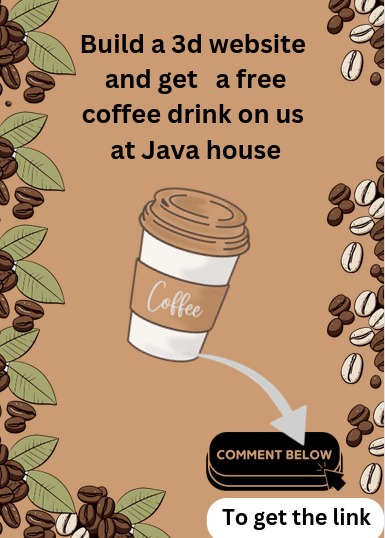 Build a 3d website
and get a free
coffee drink on us
at Java house
Coffee
COMMENT BELOW
To get the link